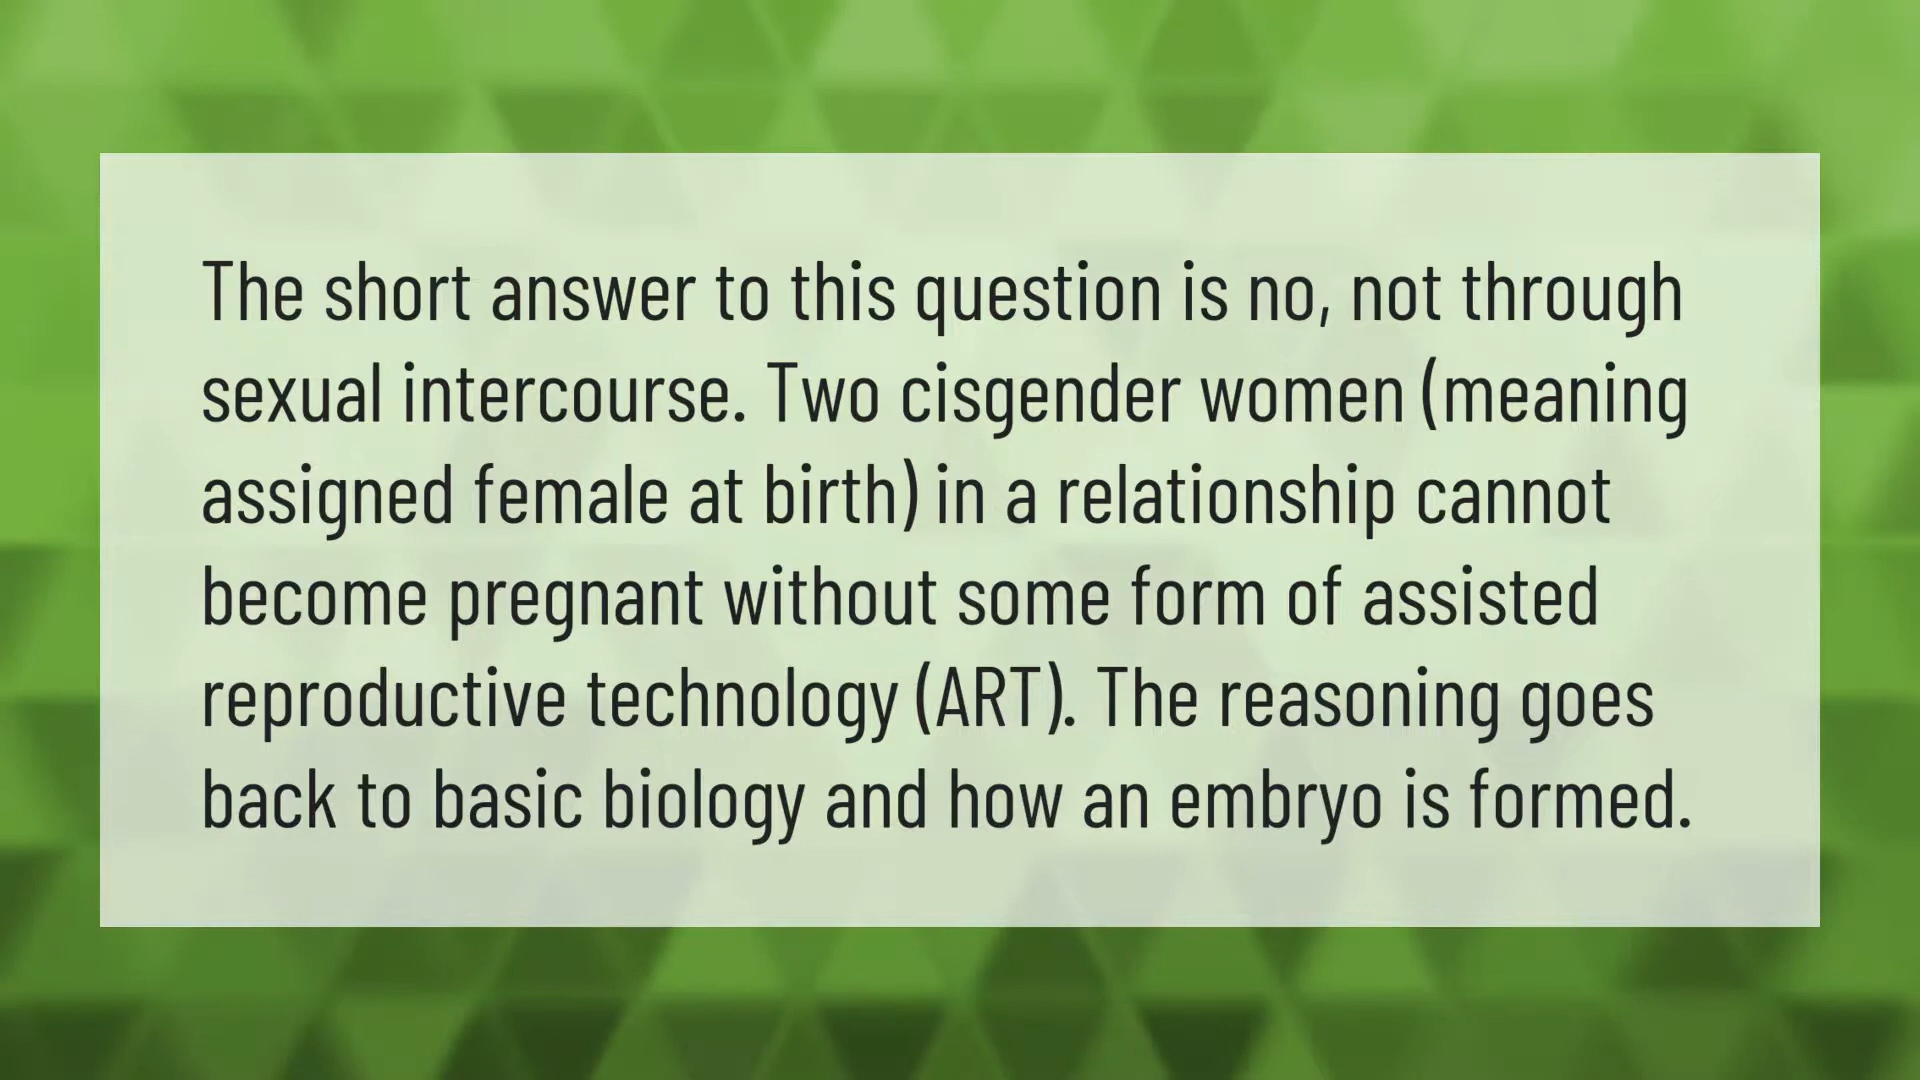 The short answer to this question is no, not through
sexual intercourse. Two cisgender women (meaning
assigned female at birth) in a relationship cannot
become pregnant without some form of assisted
reproductive technology (ART). The reasoning goes
back to basic biology and how an embryo is formed.